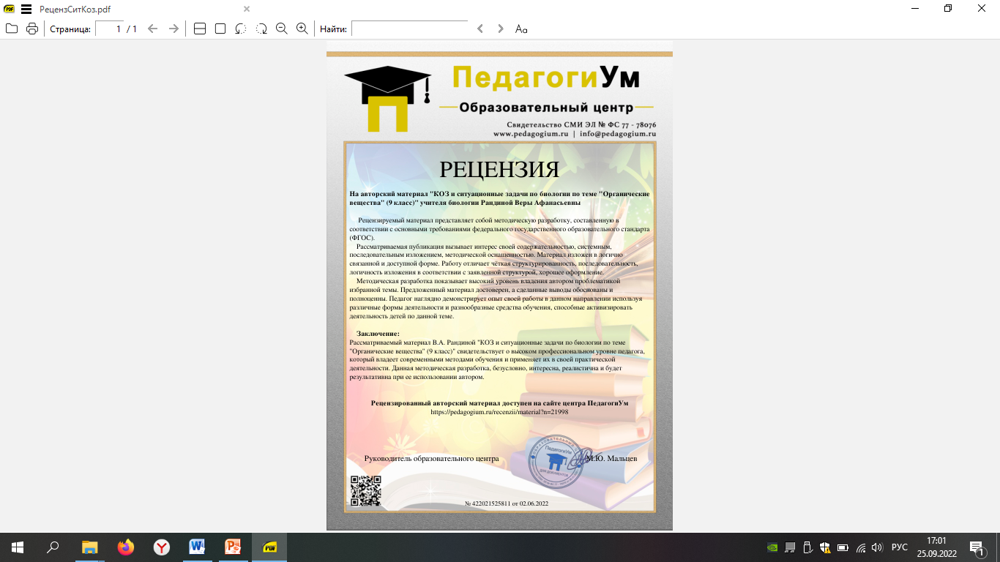 РецензСитКоз.pdf
Страница: 1 / 1 Найти: Aa
ПедагогиУм
Образовательный центр
Свидетельство СМИ ЭЛ № ФС 77 - 78076
www.pedagogium.ru | info@pedagogium.ru
РЕЦЕНЗИЯ
На авторский материал "КОЗ и ситуационные задачи по биологии по теме "Органические
вещества" (9 класс)" учителя биологии Рандиной Веры Афанасьевны
Рецензируемый материал представляет собой методическую разработку, составленную в
соответствии с основными требованиями федерального государственного образовательного стандарта
(ФГОС).
Рассматриваемая публикация вызывает интерес своей содержательностью, системным,
последовательным изложением, методической оснащенностью. Материал изложен в логично
связанной и доступной форме. Работу отличает чёткая структурированность, последовательность,
логичность изложения в соответствии с заявленной структурой, хорошее оформление.
Методическая разработка показывает высокий уровень владения автором проблематикой
избранной темы. Предложенный материал достоверен, а сделанные выводы обоснованы и
полноценны. Педагог наглядно демонстрирует опыт своей работы в данном направлении используя
различные формы деятельности и разнообразные средства обучения, способные активизировать
деятельность детей по данной теме.
Заключение:
Рассматриваемый материал В.А. Рандиной "КОЗ и ситуационные задачи по биологии по теме
"Органические вещества" (9 класс)" свидетельствует о высоком профессиональном уровне педагога,
который владеет современными методами обучения и применяет их в своей практической
деятельности. Данная методическая разработка, безусловно, интересна, реалистична и будет
результативна при ее использовании автором.
Рецензированный авторский материал доступен на сайте центра ПедагогиУм
https://pedagogium.ru/recenzii/material?n=21998
Руководитель образовательного центра М.Ю. Мальцев
ПедагогиУм
ДЛЯ ДОКУМЕНТОВ
№ 422021525811 от 02.06.2022
РУС
17:01
25.09.2022